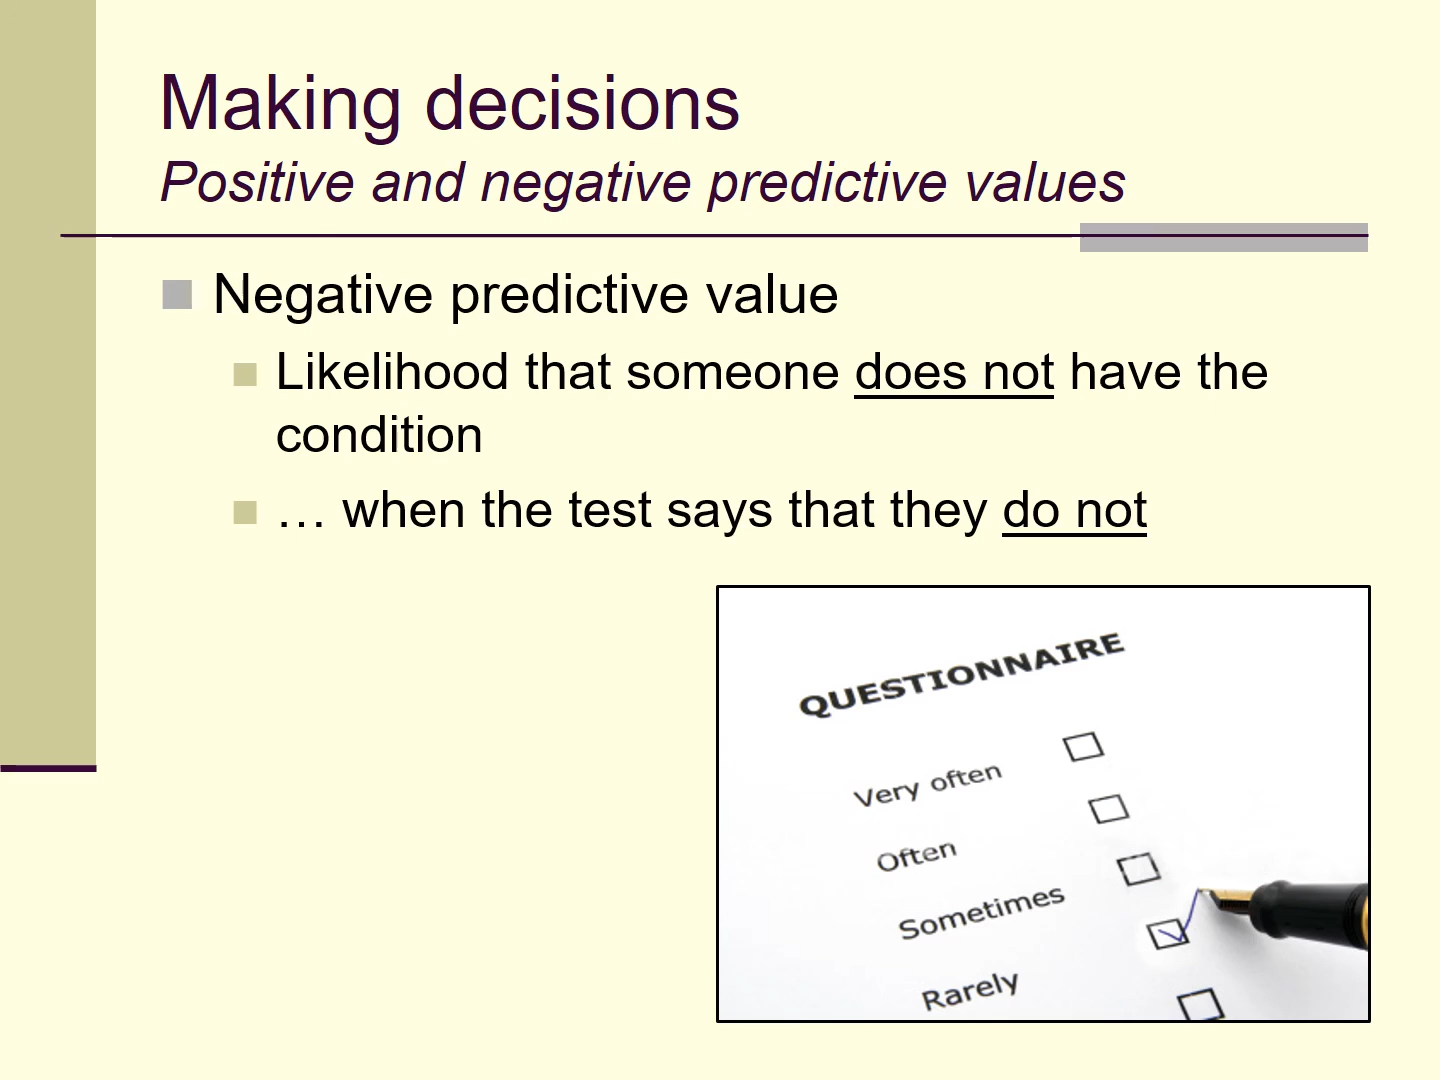 Making decisions
Positive and negative predictive values
Negative predictive value
Likelihood that someone does not have the
condition
… when the test says that they do not
QUESTIONNAIRE
Very often
Often
Sometimes
Rarely